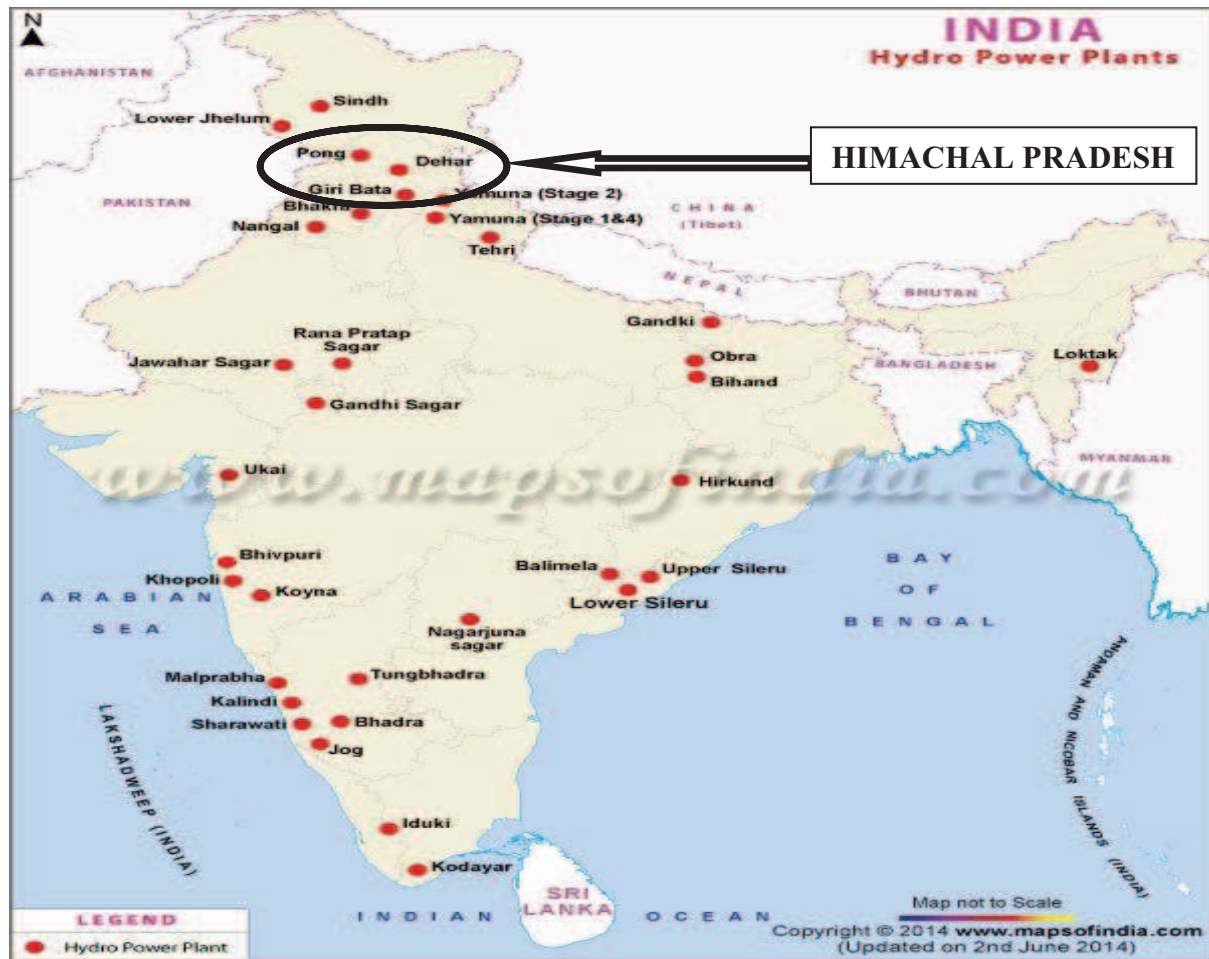 N
INDIA
Hydro Power Plants
AFGHANISTAN
Sindh
Lower Jhelum
Pong
Dehar
HIMACHAL PRADESH
Giri Bata
Yamuna (Stage 2)
PAKISTAN
Bhakra
CHINA
(Tibet)
Nangal
Yamuna (Stage 1&4)
Tehri
NEPAL
BHUTAN
Gandki
Rana Pratap
Sagar
Jawahar Sagar
Obra
BANGLADESH
Loktak
Bihand
Gandhi Sagar
MYANMAR
Ukai
www.mapsofindia.com
Hirkund
Bhivpuri
Khopoli
Koyna
Balimela
Upper Sileru
Lower Sileru
BAY
OF
BENGAL
ARABIAN
SEA
Nagarjuna
sagar
Malprabha
Tungbhadra
Kalindi
Sharawati
Bhadra
Jog
LAKSHADWEEP (INDIA)
ANDAMAN AND NICOBAR ISLANDS (INDIA)
Iduki
Kodayar
SRI
LANKA
INDIAN OCEAN
LEGEND
Hydro Power Plant
Map not to Scale
Copyright © 2014 www.mapsofindia.com
(Updated on 2nd June 2014)